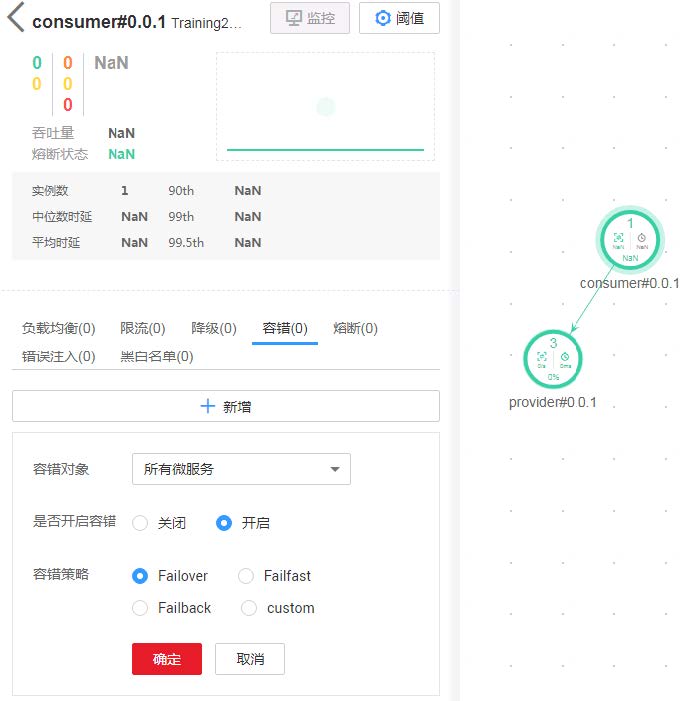 consumer#0.0.1 Training2...
监控
阈值
0 0 NaN
0 0
0
吞吐量 NaN
熔断状态 NaN
实例数 1 90th NaN
中位数时延 NaN 99th NaN
平均时延 NaN 99.5th NaN
负载均衡(0) 限流(0) 降级(0) 容错(0) 熔断(0)
错误注入(0) 黑白名单(0)
新增
容错对象 所有微服务
是否开启容错 关闭 开启
容错策略 Failover Failfast
Failback custom
确定 取消
1
NaN NaN
NaN
consumer#0.0.1
3
0/s 0ms
0%
provider#0.0.1